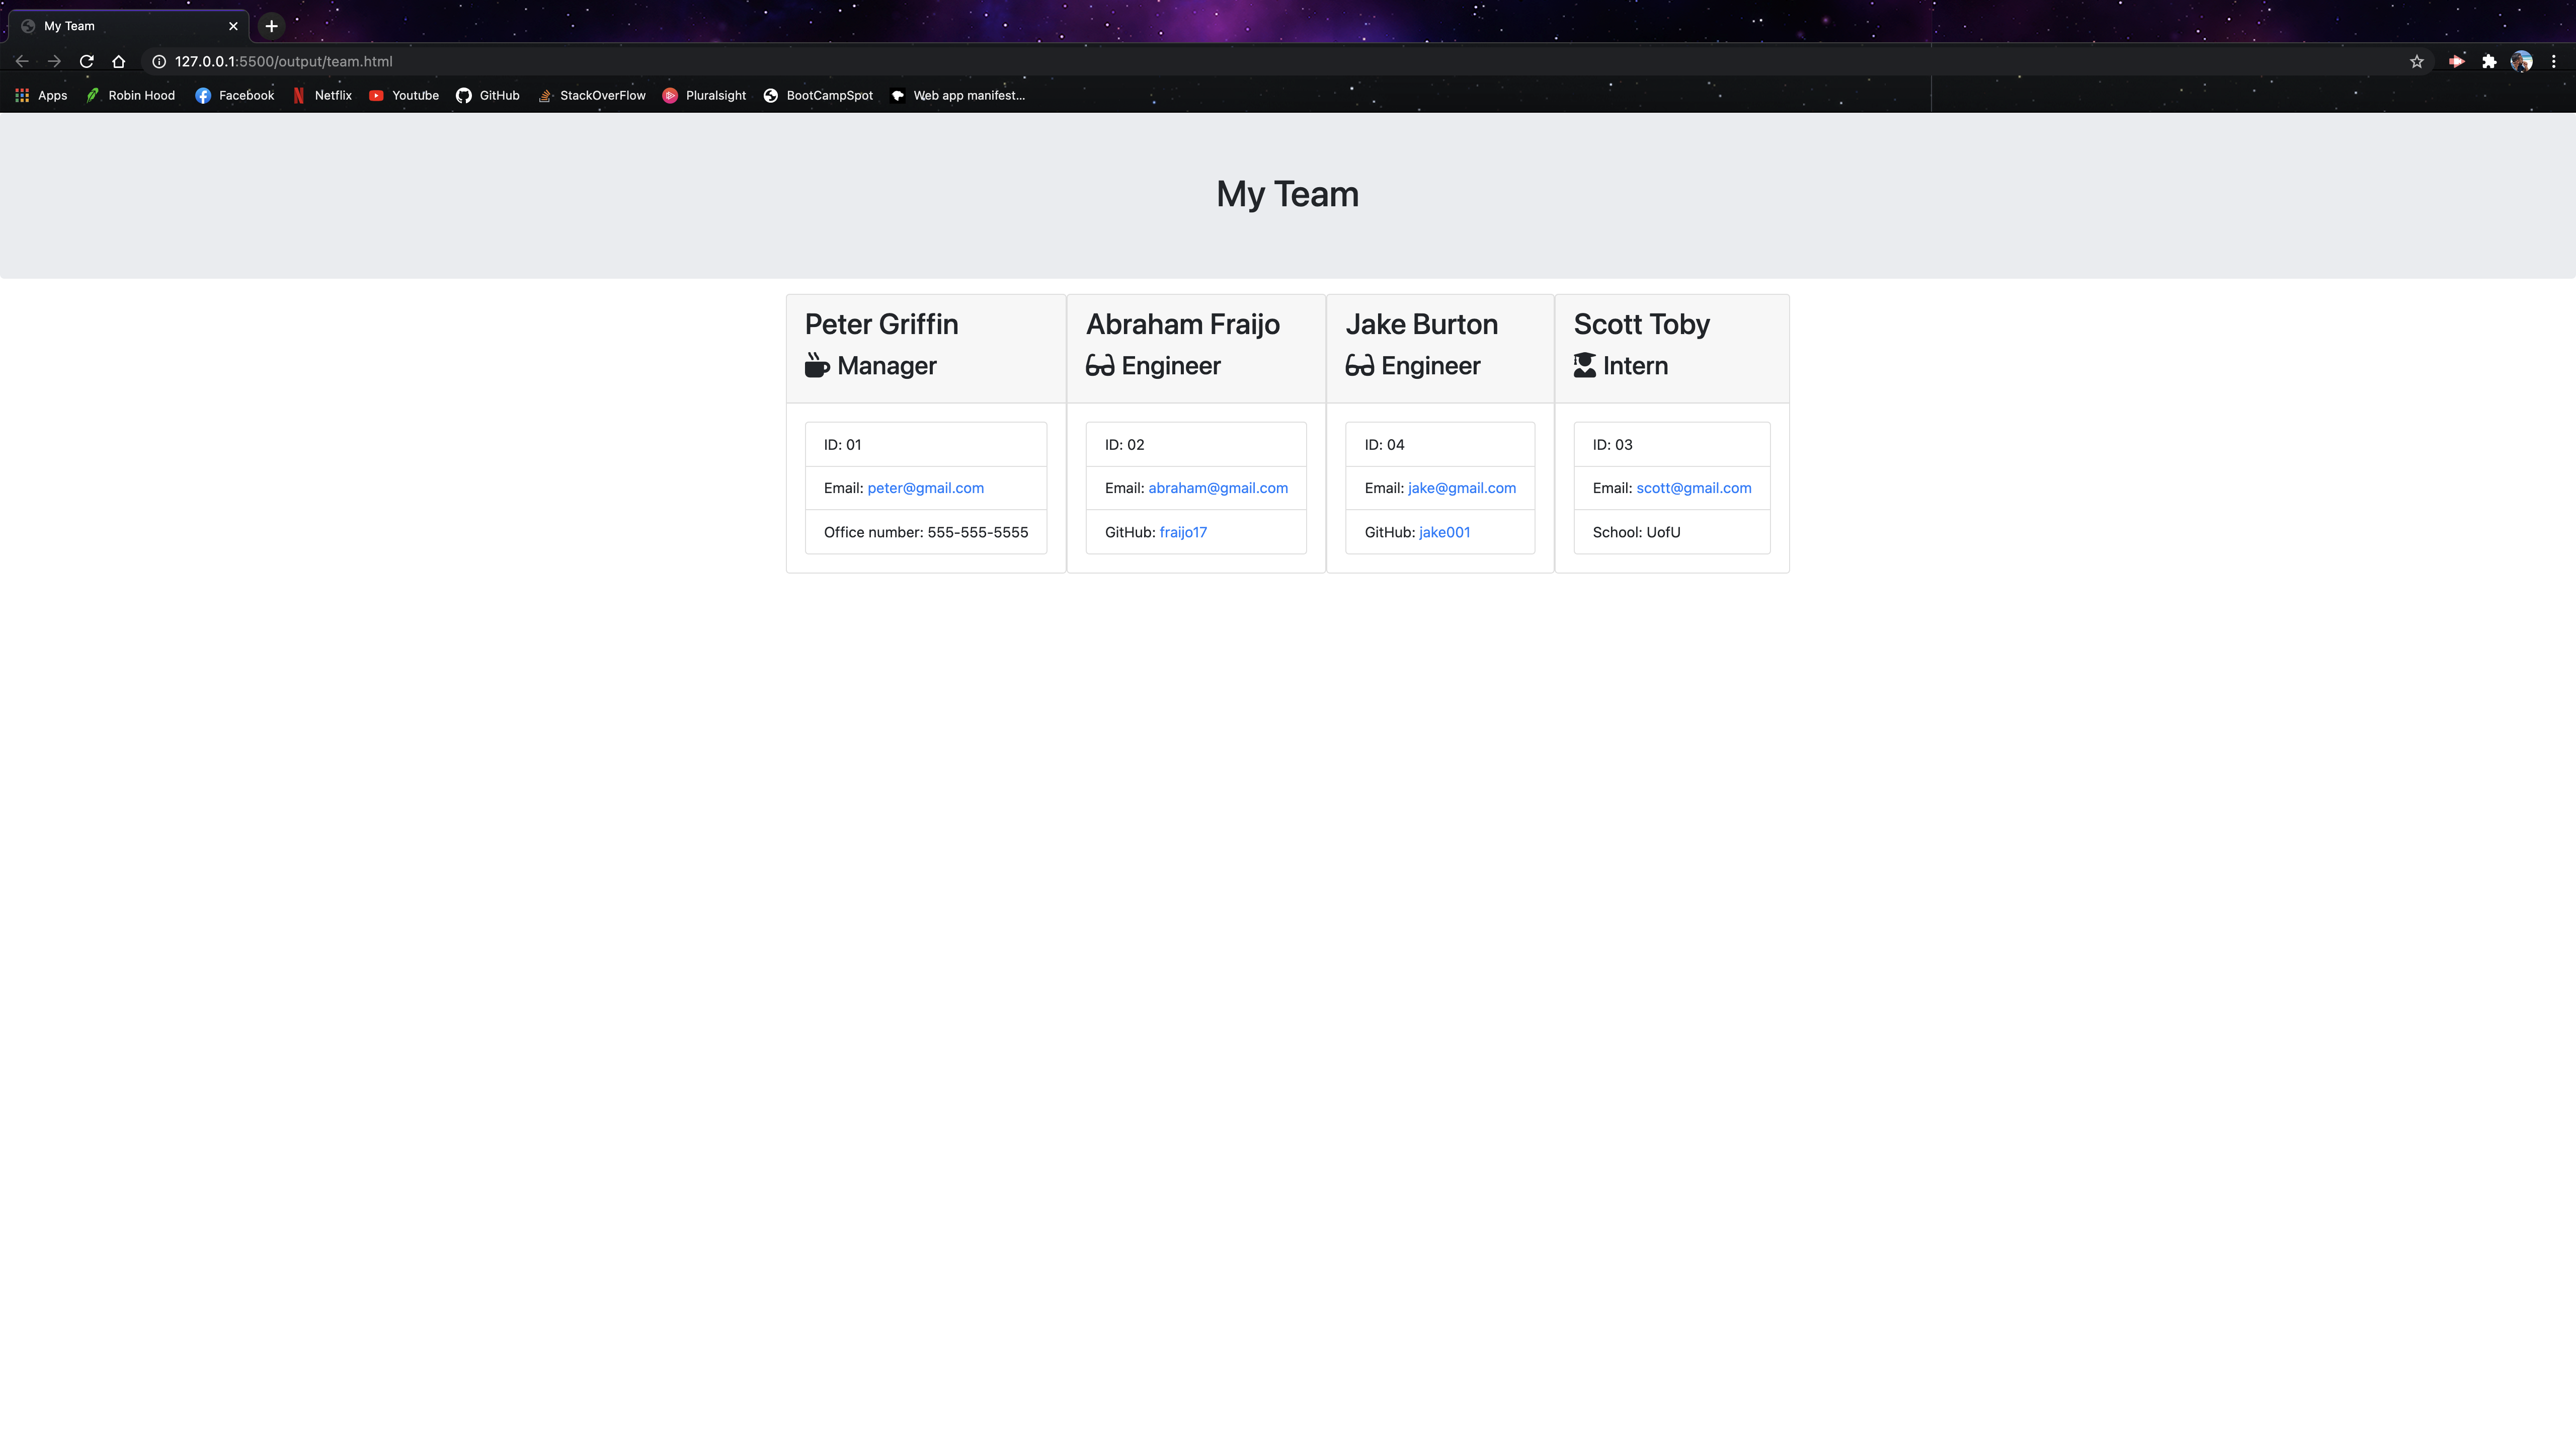 My Team
127.0.0.1:5500/output/team.html
Apps Robin Hood Facebook Netflix Youtube GitHub StackOverFlow Pluralsight BootCampSpot Web app manifest...
My Team
Peter Griffin
Manager
ID: 01
Email: peter@gmail.com
Office number: 555-555-5555
Abraham Fraijo
Engineer
ID: 02
Email: abraham@gmail.com
GitHub: fraijo17
Jake Burton
Engineer
ID: 04
Email: jake@gmail.com
GitHub: jake001
Scott Toby
Intern
ID: 03
Email: scott@gmail.com
School: UofU